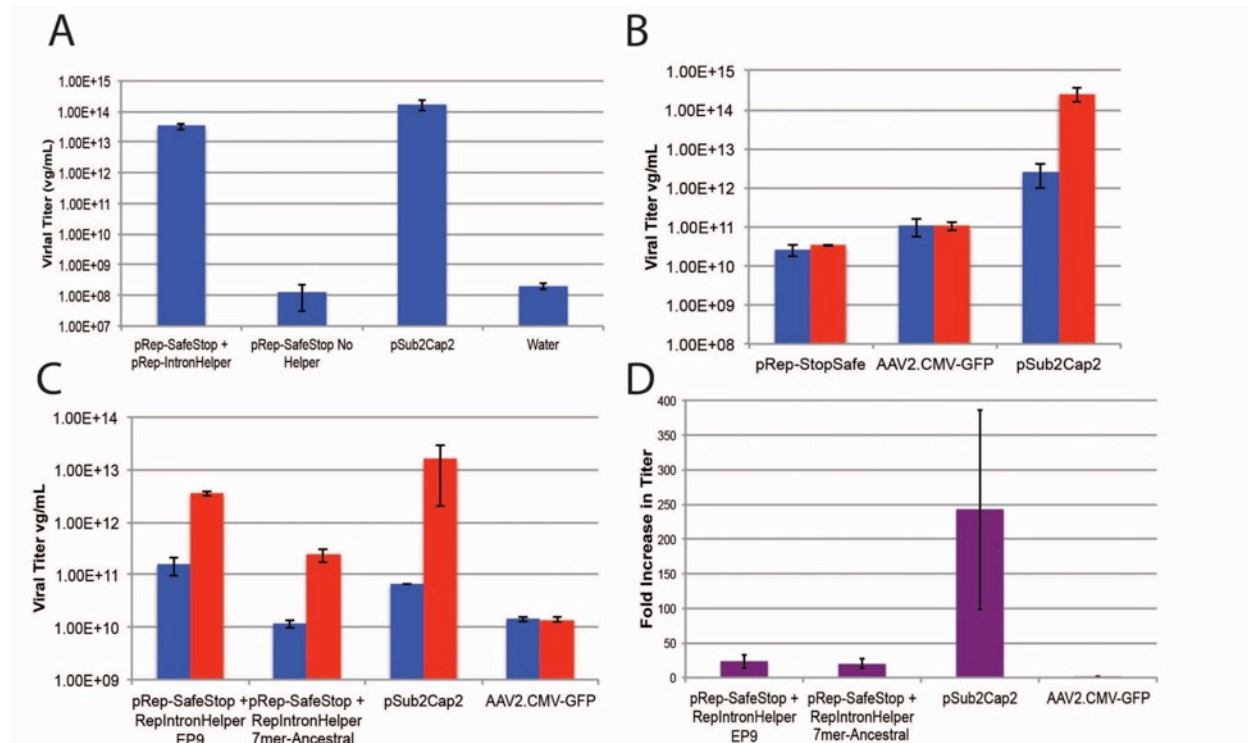 A
Virial Titer (vg/mL)
1.00E+15
1.00E+14
1.00E+13
1.00E+12
1.00E+11
1.00E+10
1.00E+09
1.00E+08
1.00E+07
pRep-SafeStop +
pRep-IntronHelper
pRep-SafeStop No
Helper
pSub2Cap2
Water
B
Viral Titer vg/mL
1.00E+15
1.00E+14
1.00E+13
1.00E+12
1.00E+11
1.00E+10
1.00E+09
1.00E+08
pRep-StopSafe
AAV2.CMV-GFP
pSub2Cap2
C
Viral Titer vg/mL
1.00E+14
1.00E+13
1.00E+12
1.00E+11
1.00E+10
1.00E+09
pRep-SafeStop +
RepIntronHelper
EP9
pRep-SafeStop +
RepIntronHelper
7mer-Ancestral
pSub2Cap2
AAV2.CMV-GFP
D
Fold Increase in Titer
400
350
300
250
200
150
100
50
0
pRep-SafeStop +
RepIntronHelper
EP9
pRep-SafeStop +
RepIntronHelper
7mer-Ancestral
pSub2Cap2
AAV2.CMV-GFP